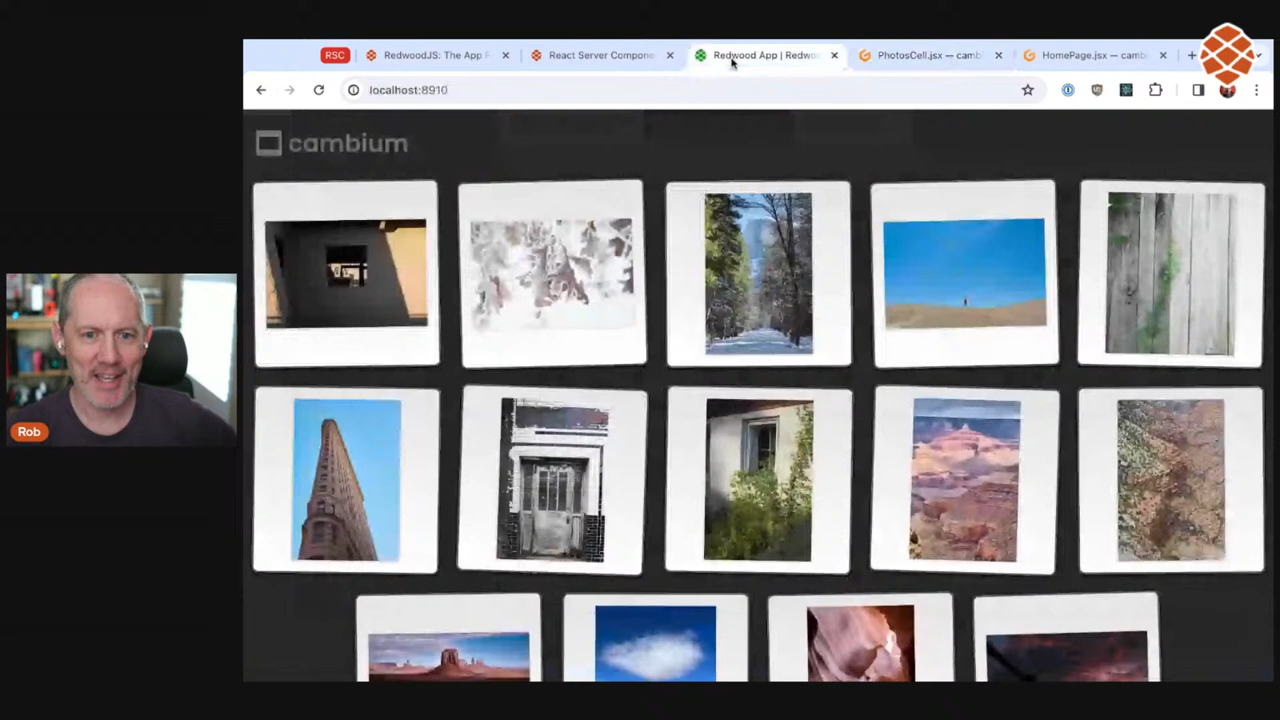 RSC
RedwoodJS: The App F
React Server Compone
Redwood App | Redwo
PhotosCell.jsx — camb
HomePage.jsx — camb
localhost:8910
cambium
Rob